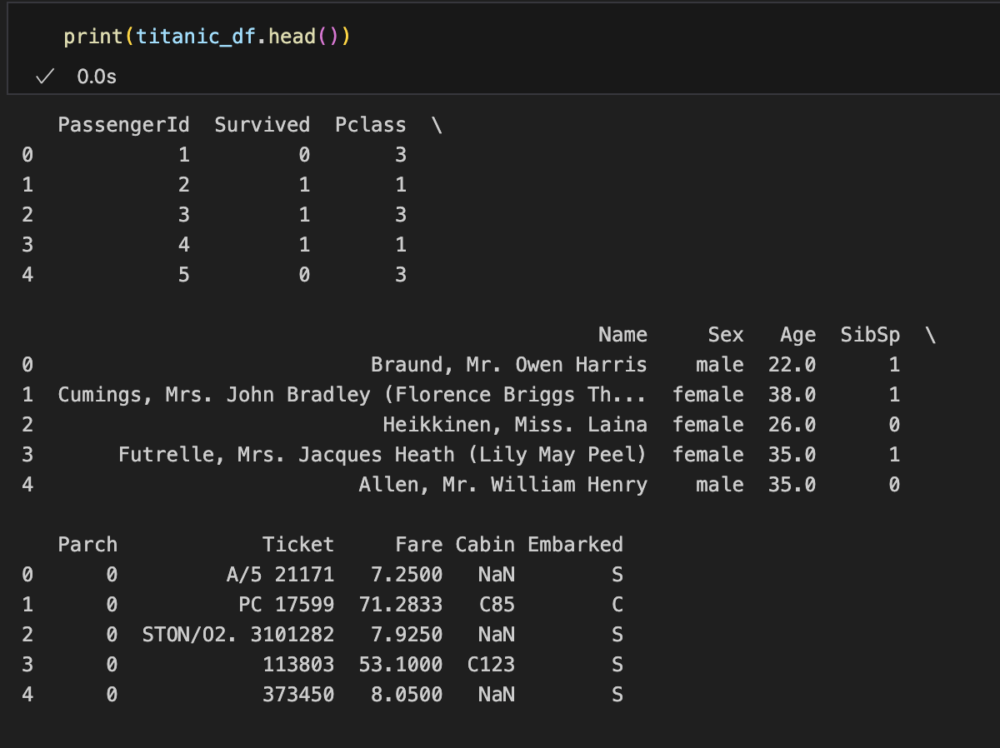 print(titanic_df.head())
✓ 0.0s
   PassengerId  Survived  Pclass  \
0            1         0       3
1            2         1       1
2            3         1       3
3            4         1       1
4            5         0       3
                                                Name     Sex   Age  SibSp  \
0                            Braund, Mr. Owen Harris    male  22.0      1
1  Cumings, Mrs. John Bradley (Florence Briggs Th...  female  38.0      1
2                             Heikkinen, Miss. Laina  female  26.0      0
3       Futrelle, Mrs. Jacques Heath (Lily May Peel)  female  35.0      1
4                           Allen, Mr. William Henry    male  35.0      0
   Parch            Ticket     Fare Cabin Embarked
0      0         A/5 21171   7.2500   NaN        S
1      0          PC 17599  71.2833   C85        C
2      0  STON/O2. 3101282   7.9250   NaN        S
3      0            113803  53.1000  C123        S
4      0            373450   8.0500   NaN        S